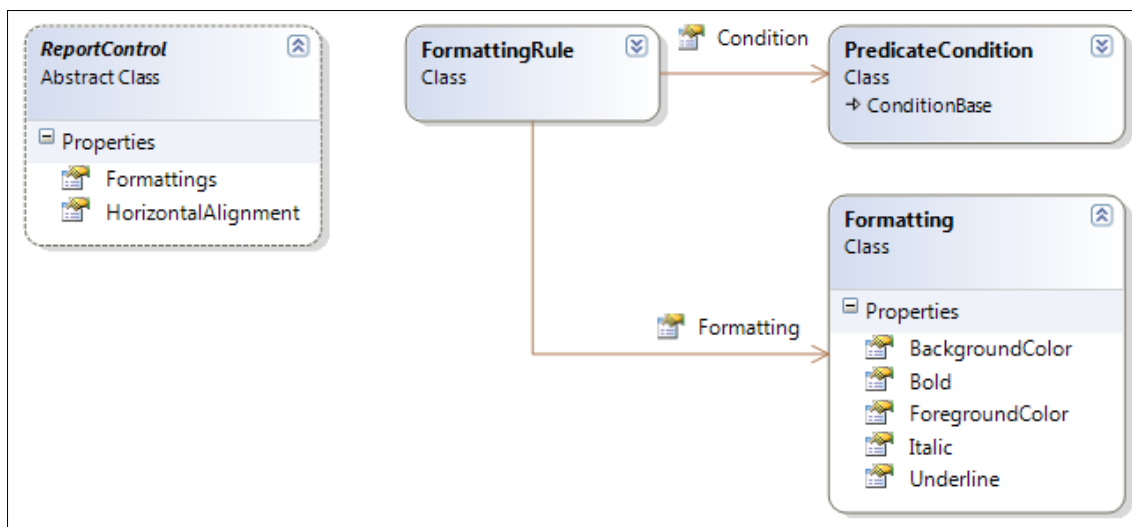 ReportControl
Abstract Class
Properties
Formattings
HorizontalAlignment
FormattingRule
Class
Condition
PredicateCondition
Class
ConditionBase
Formatting
Formatting
Class
Properties
BackgroundColor
Bold
ForegroundColor
Italic
Underline